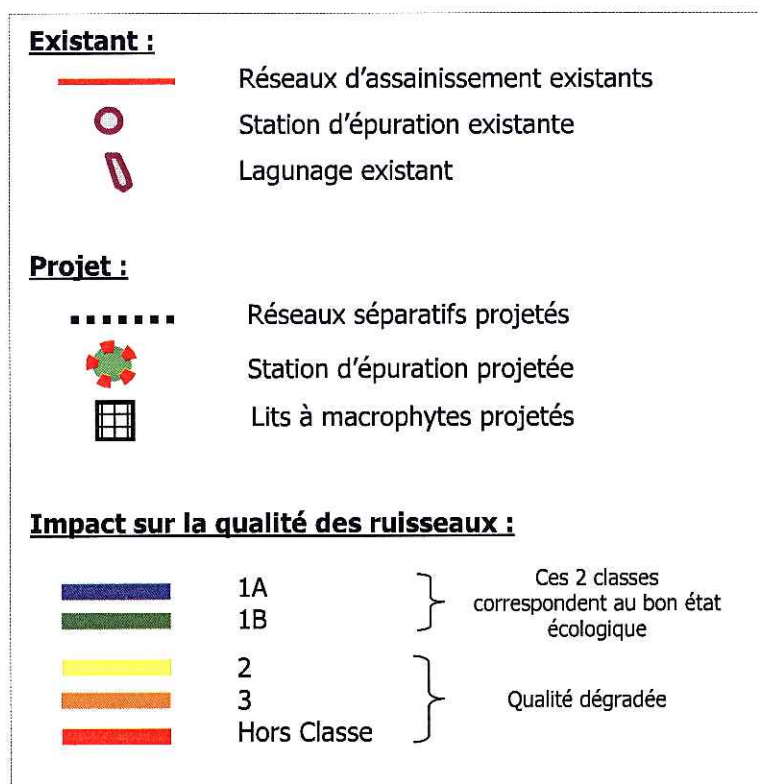 Existant :
Réseaux d'assainissement existants
Station d'épuration existante
Lagunage existant
Projet :
Réseaux séparatifs projetés
Station d'épuration projetée
Lits à macrophytes projetés
Impact sur la qualité des ruisseaux :
1A
1B
Ces 2 classes
correspondent au bon état
écologique
2
3
Hors Classe
Qualité dégradée